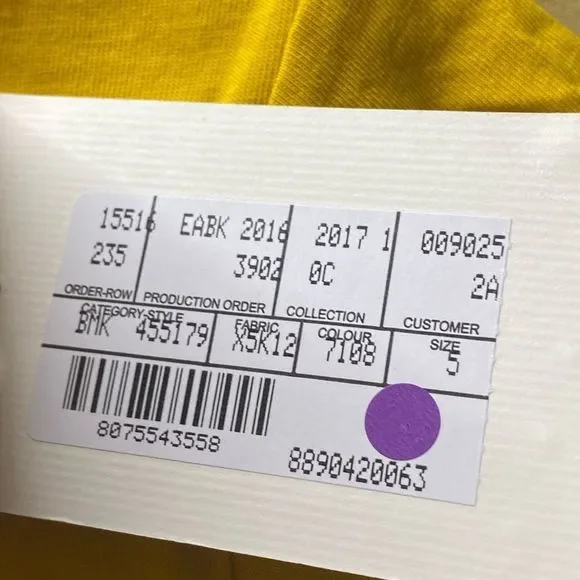 15516 EABK 2016 2017 1 009025
235 3902 0C 2A
ORDER-ROW PRODUCTION ORDER COLLECTION CUSTOMER
CATEGORY-STYLE FABRIC COLOUR SIZE
BMK 455179 X5K12 7108 5
8075543558
8890420063